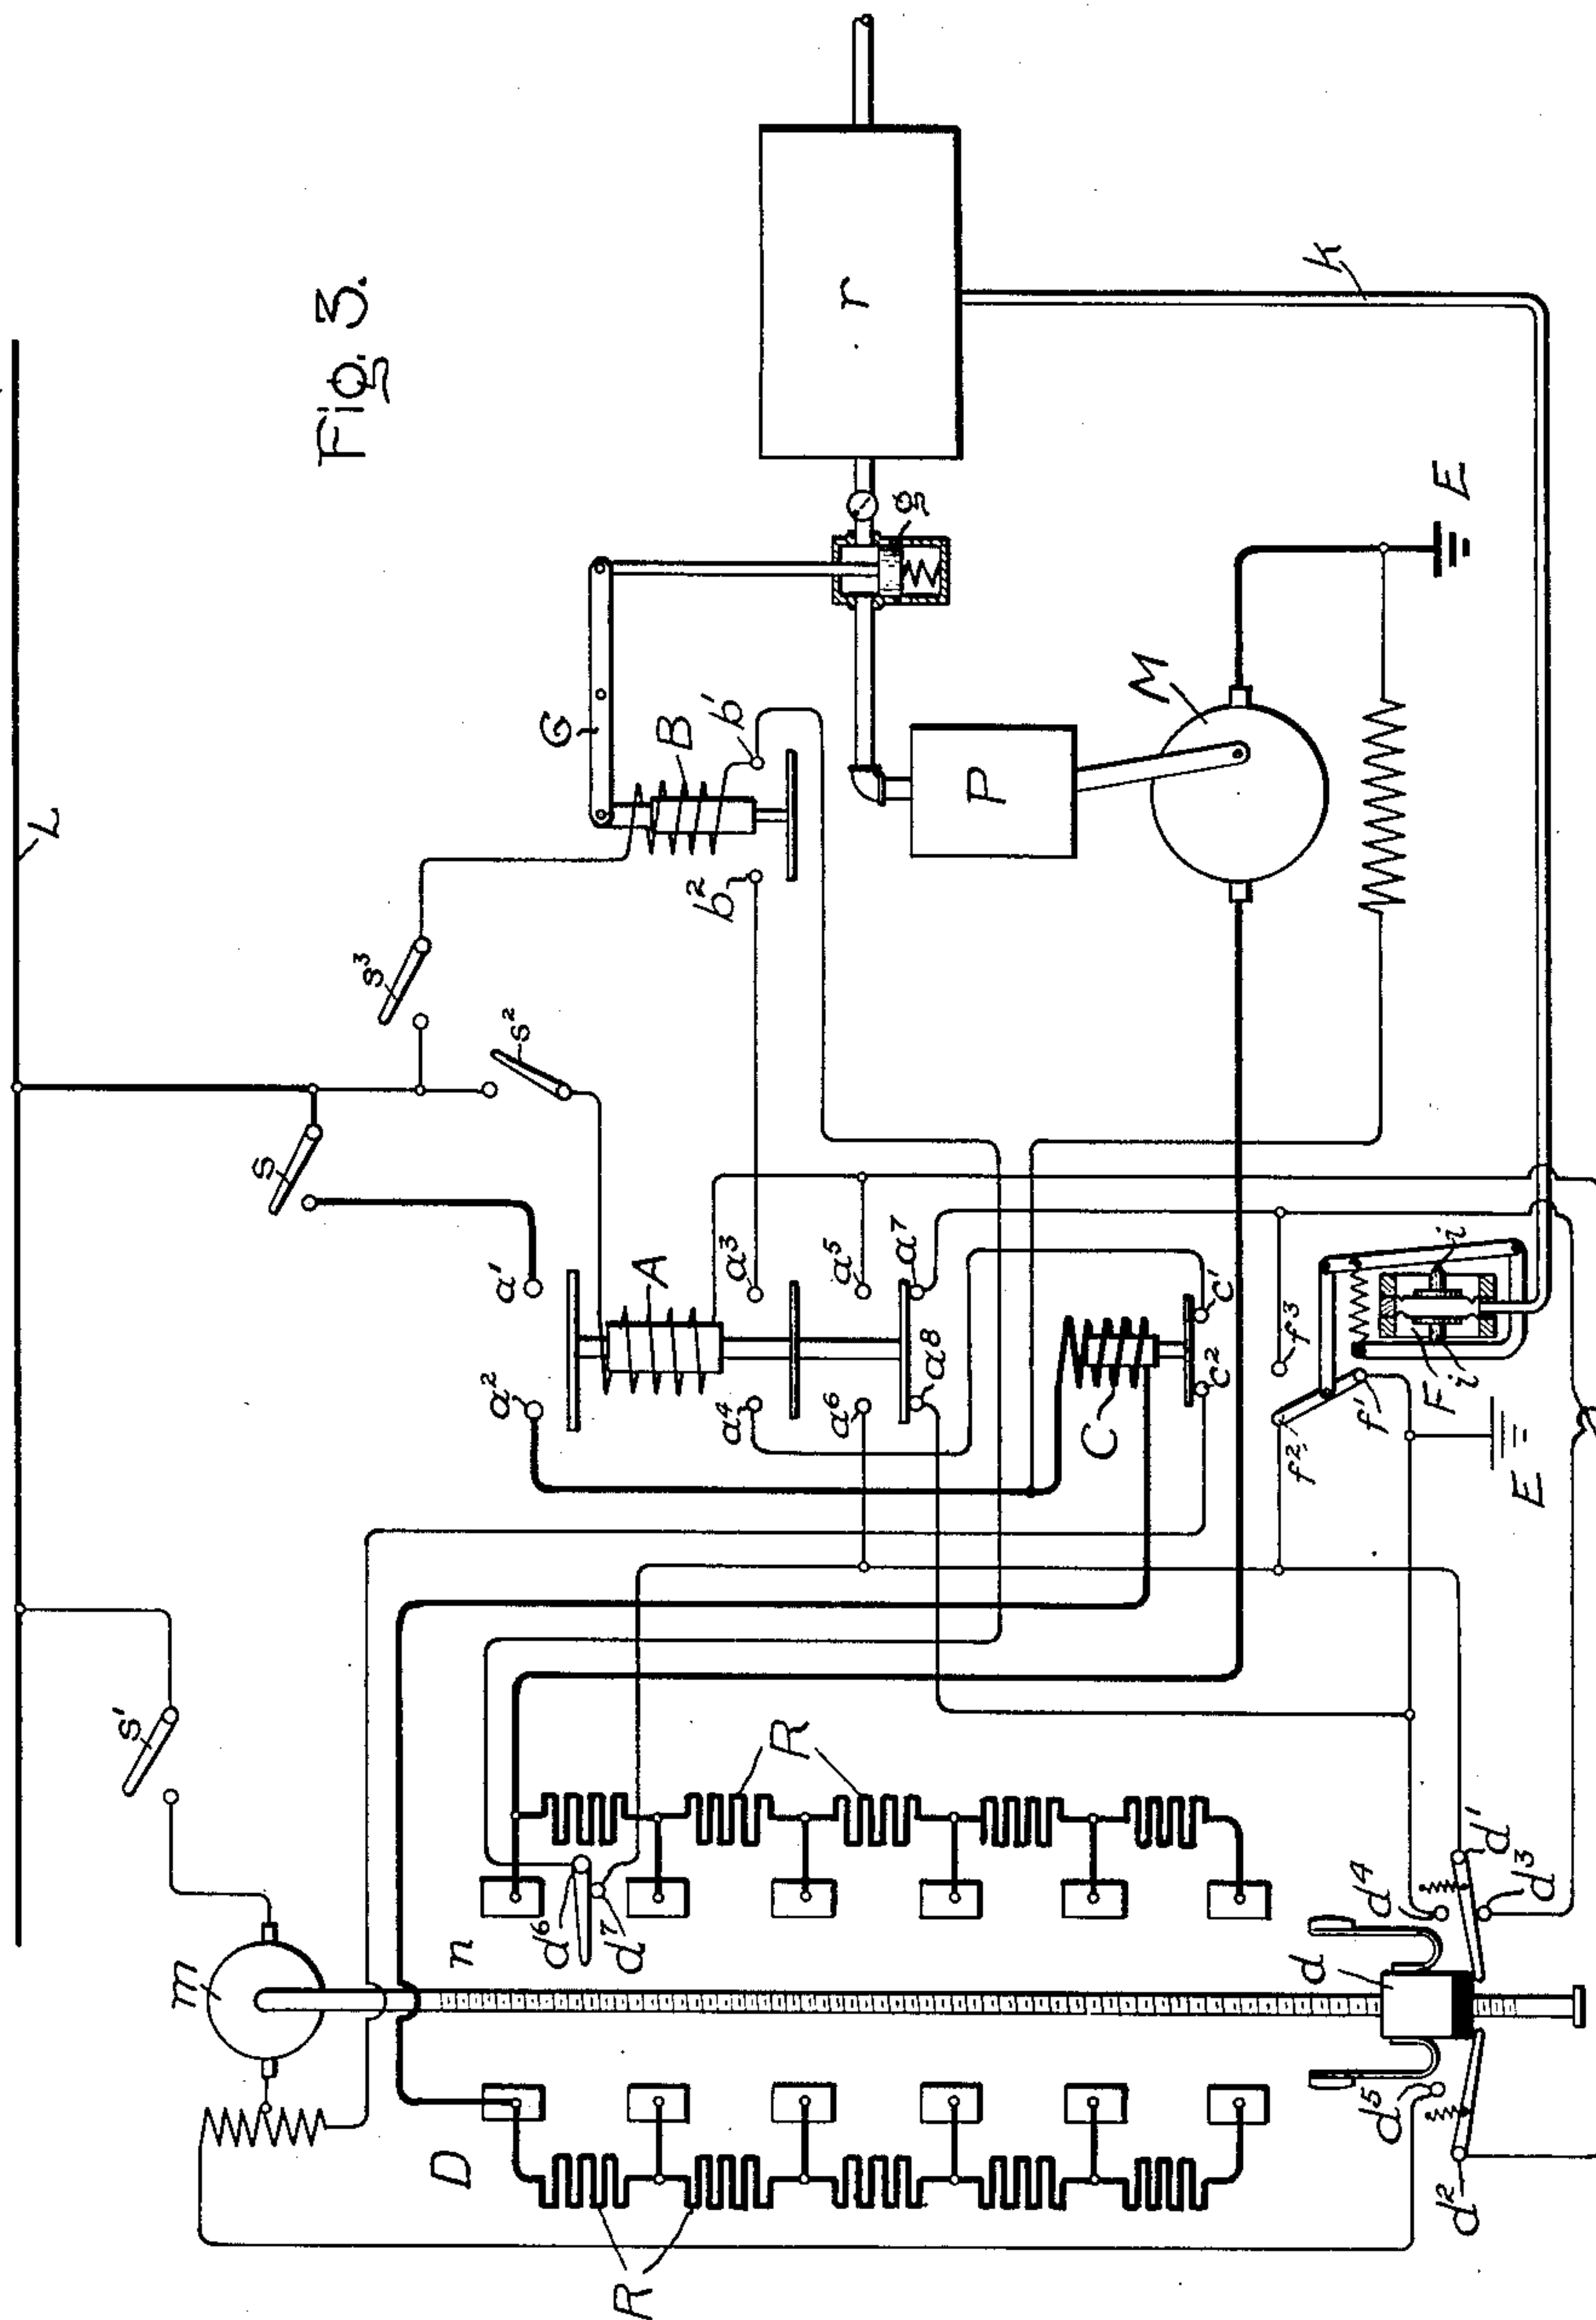 Fig. 3.
L
s'
s
s³
s²
m
G
B
b'
b²
r
g
k
P
M
E
a'
a²
A
a³
a⁴
a⁵
a⁶
a⁷
a⁸
C
c'
c²
f³
f²
f'
F
i
i
E
n
D
R
R
d⁶
d⁷
d
d'
d⁴
d³
d⁵
d²